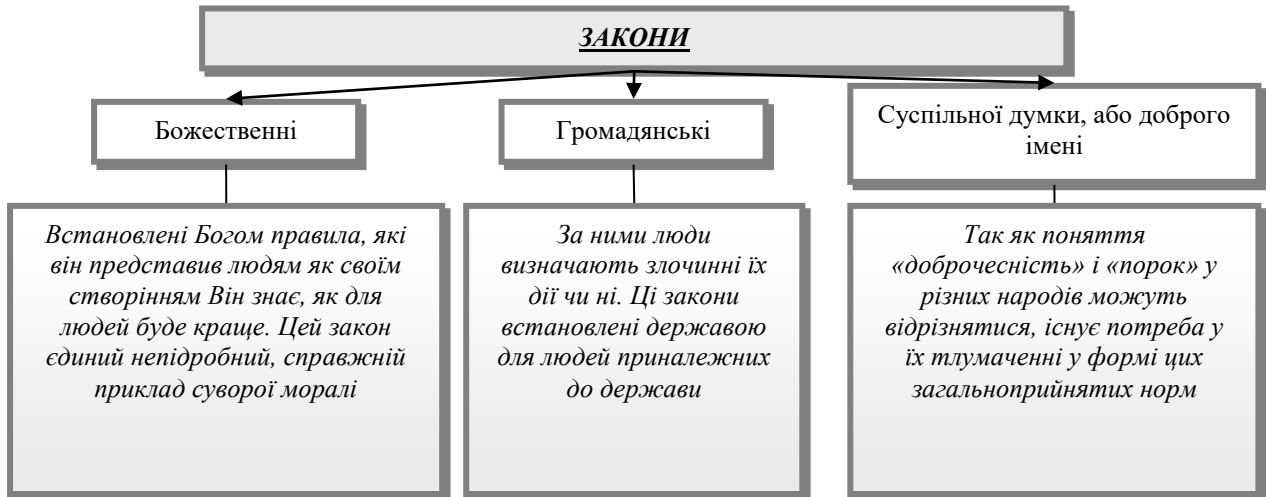 ЗАКОНИ
Божественні
Громадянські
Суспільної думки, або доброго
імені
Встановлені Богом правила, які
він представив людям як своїм
створінням Він знає, як для
людей буде краще. Цей закон
єдиний непідробний, справжній
приклад суворої моралі
За ними люди
визначають злочинні їх
дії чи ні. Ці закони
встановлені державою
для людей приналежних
до держави
Так як поняття
«доброчесність» і «порок» у
різних народів можуть
відрізнятися, існує потреба у
їх тлумаченні у формі цих
загальноприйнятих норм